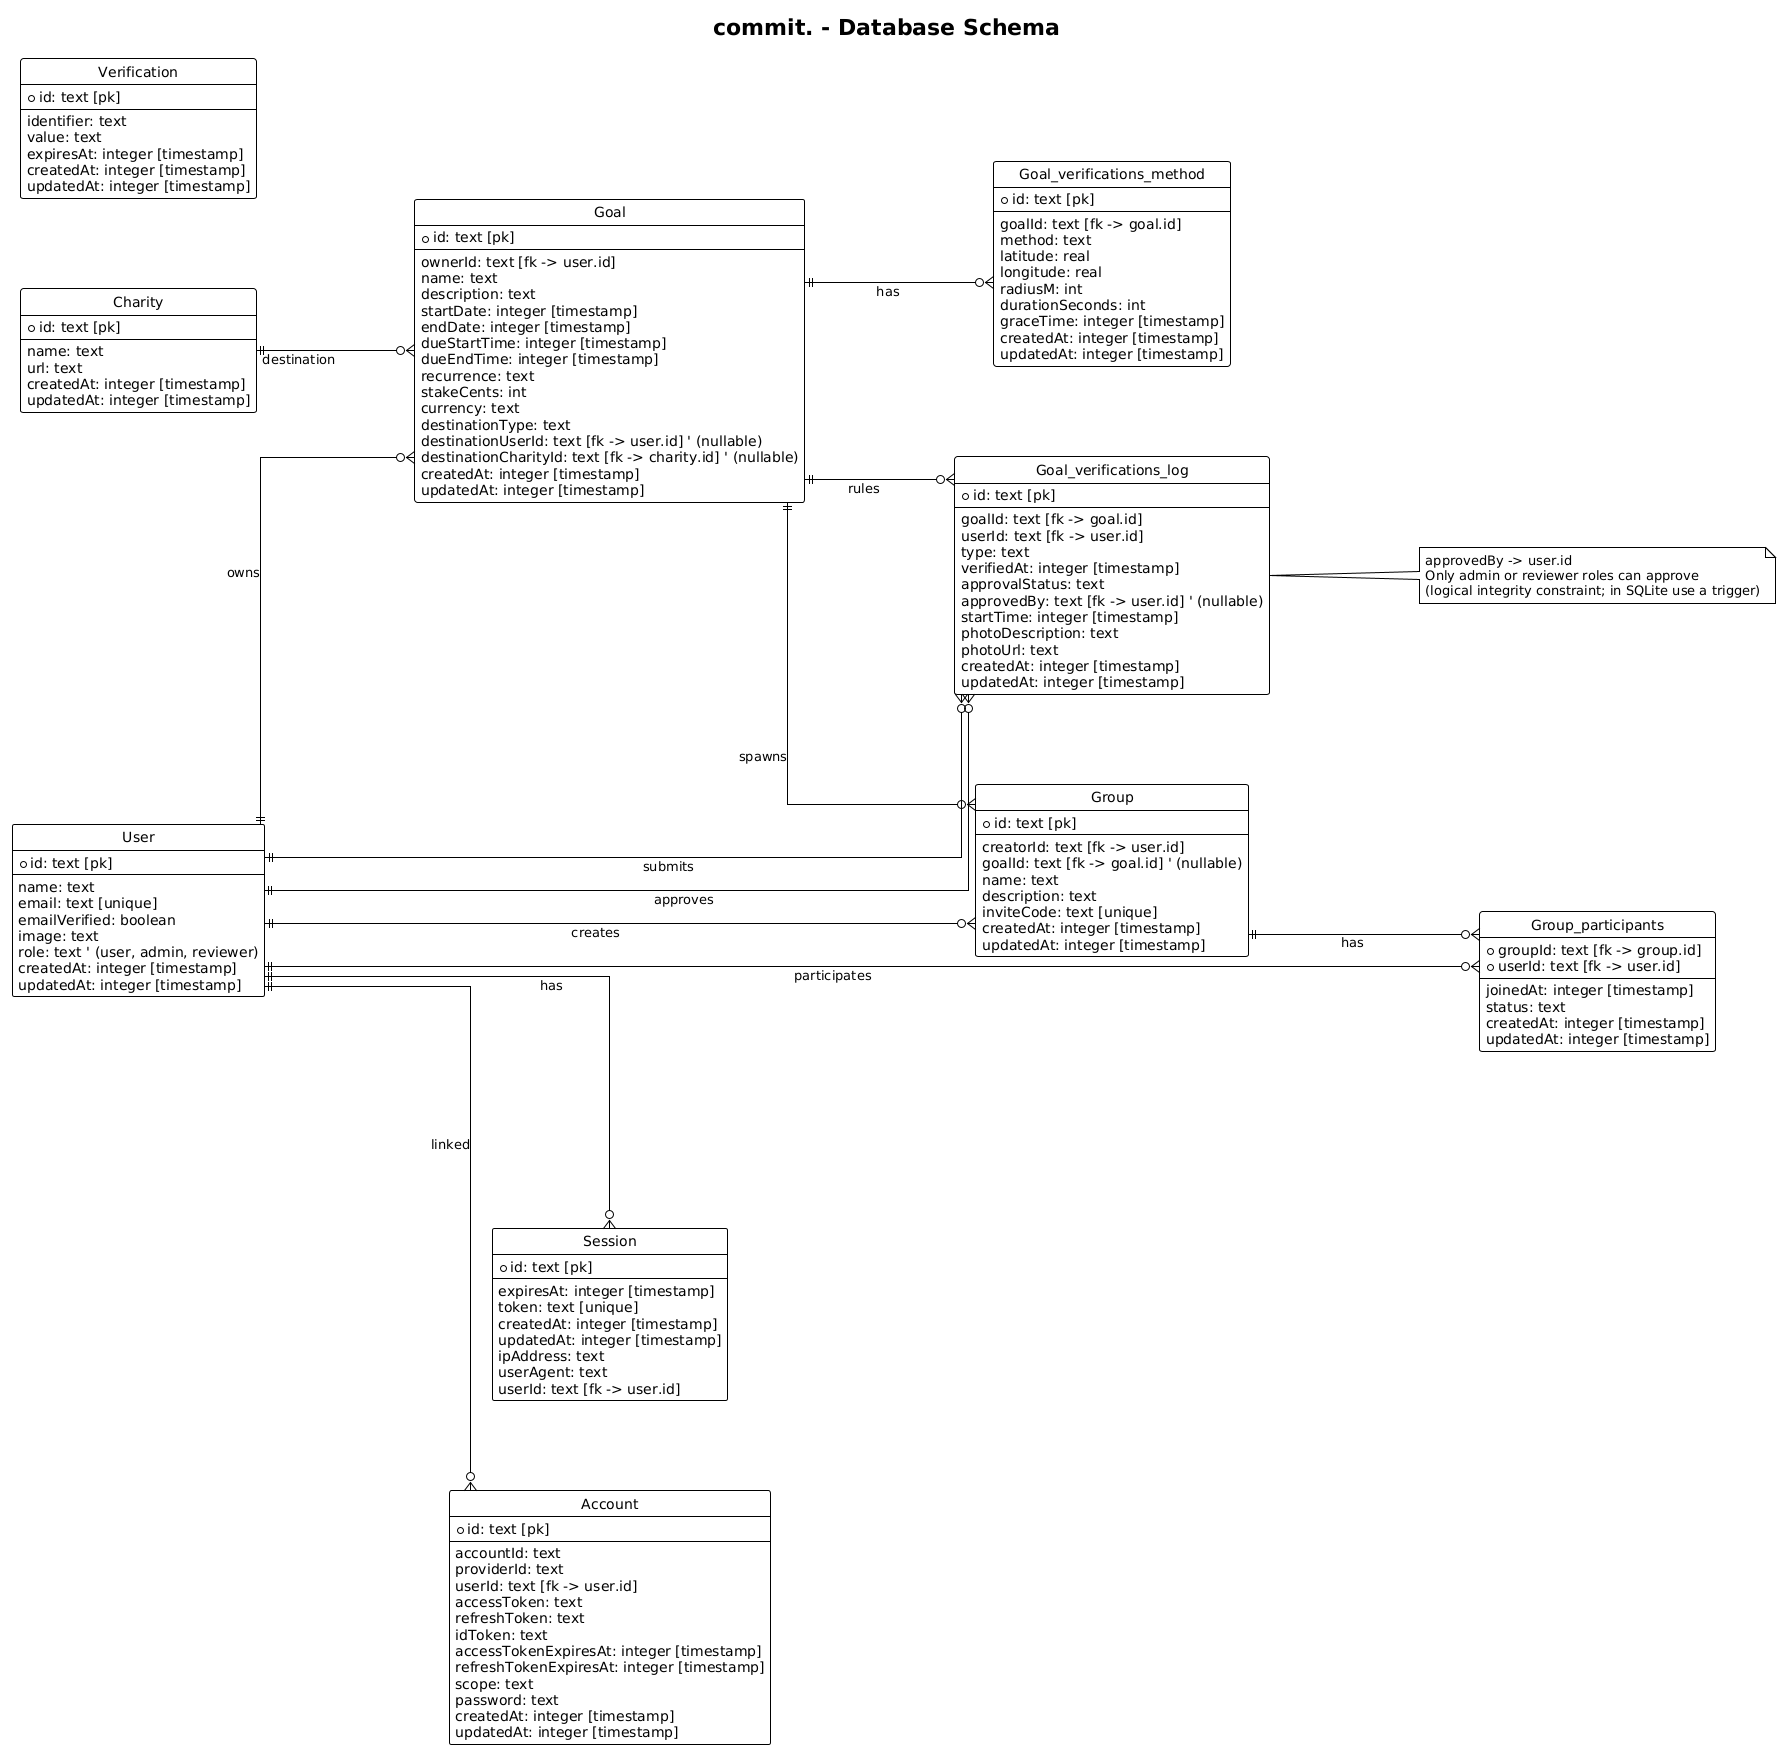 commit. - Database Schema
Verification
id: text [pk]
identifier: text
value: text
expiresAt: integer [timestamp]
createdAt: integer [timestamp]
updatedAt: integer [timestamp]
Goal_verifications_method
id: text [pk]
goalId: text [fk -> goal.id]
method: text
latitude: real
longitude: real
radiusM: int
durationSeconds: int
graceTime: integer [timestamp]
createdAt: integer [timestamp]
updatedAt: integer [timestamp]
Goal
id: text [pk]
ownerId: text [fk -> user.id]
name: text
description: text
startDate: integer [timestamp]
endDate: integer [timestamp]
dueStartTime: integer [timestamp]
dueEndTime: integer [timestamp]
recurrence: text
stakeCents: int
currency: text
destinationType: text
destinationUserId: text [fk -> user.id] ' (nullable)
destinationCharityId: text [fk -> charity.id] ' (nullable)
createdAt: integer [timestamp]
updatedAt: integer [timestamp]
has
Charity
id: text [pk]
name: text
url: text
createdAt: integer [timestamp]
updatedAt: integer [timestamp]
destination
rules
Goal_verifications_log
id: text [pk]
goalId: text [fk -> goal.id]
userId: text [fk -> user.id]
type: text
verifiedAt: integer [timestamp]
approvalStatus: text
approvedBy: text [fk -> user.id] ' (nullable)
startTime: integer [timestamp]
photoDescription: text
photoUrl: text
createdAt: integer [timestamp]
updatedAt: integer [timestamp]
approvedBy -> user.id
Only admin or reviewer roles can approve
(logical integrity constraint; in SQLite use a trigger)
owns
spawns
Group
id: text [pk]
creatorId: text [fk -> user.id]
goalId: text [fk -> goal.id] ' (nullable)
name: text
description: text
inviteCode: text [unique]
createdAt: integer [timestamp]
updatedAt: integer [timestamp]
User
id: text [pk]
name: text
email: text [unique]
emailVerified: boolean
image: text
role: text ' (user, admin, reviewer)
createdAt: integer [timestamp]
updatedAt: integer [timestamp]
submits
approves
creates
has
Group_participants
groupId: text [fk -> group.id]
userId: text [fk -> user.id]
joinedAt: integer [timestamp]
status: text
createdAt: integer [timestamp]
updatedAt: integer [timestamp]
participates
has
linked
Session
id: text [pk]
expiresAt: integer [timestamp]
token: text [unique]
createdAt: integer [timestamp]
updatedAt: integer [timestamp]
ipAddress: text
userAgent: text
userId: text [fk -> user.id]
Account
id: text [pk]
accountId: text
providerId: text
userId: text [fk -> user.id]
accessToken: text
refreshToken: text
idToken: text
accessTokenExpiresAt: integer [timestamp]
refreshTokenExpiresAt: integer [timestamp]
scope: text
password: text
createdAt: integer [timestamp]
updatedAt: integer [timestamp]